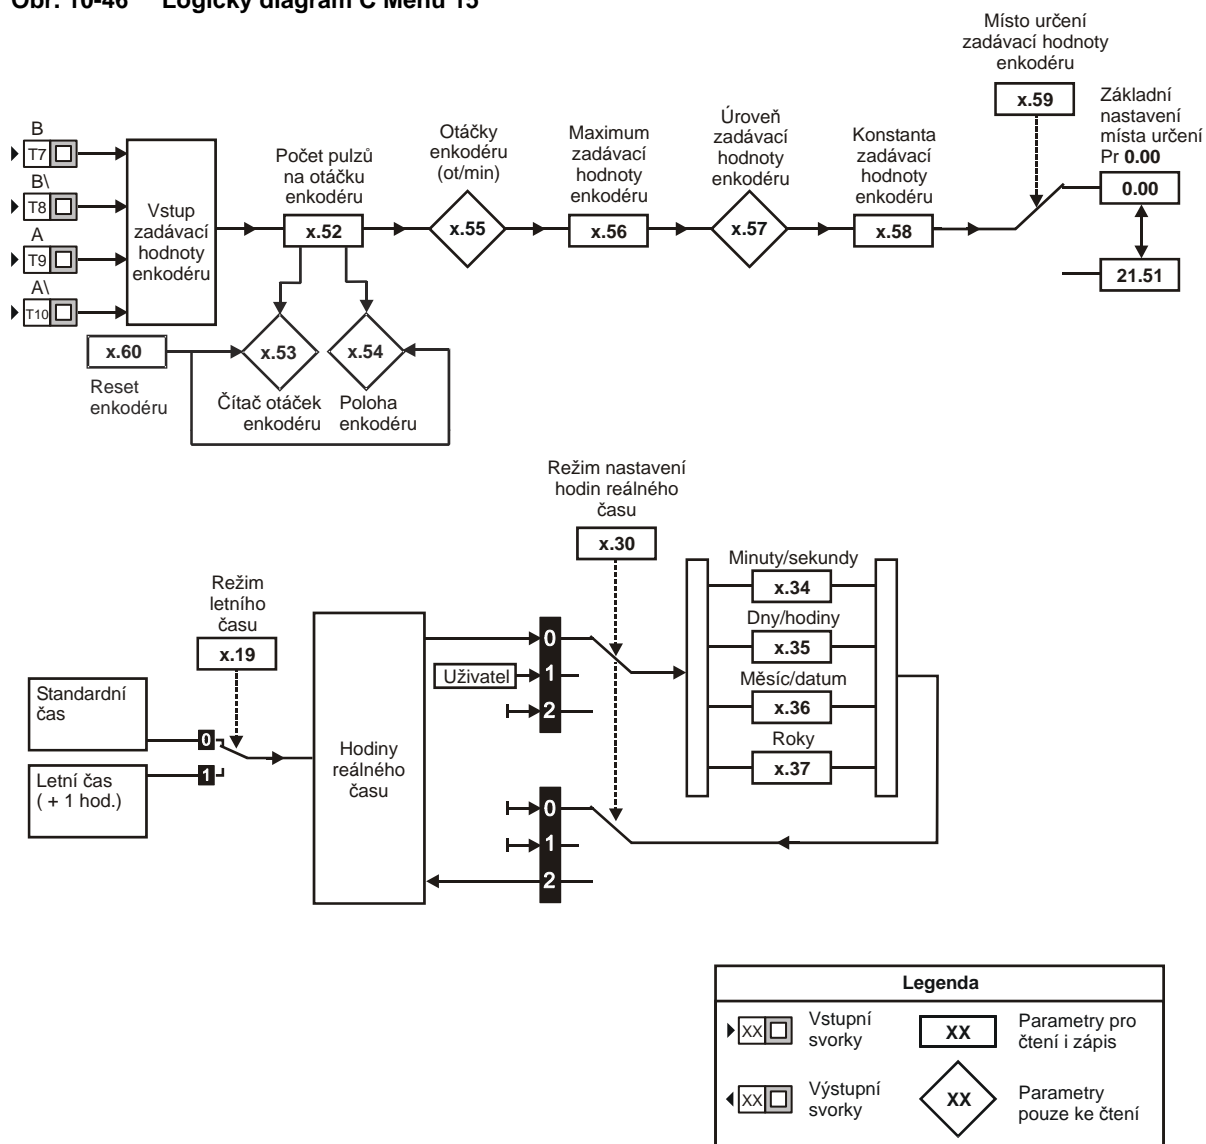 Obr. 10-46 Logický diagram C Menu 15
Místo určení
zadávací hodnoty
enkodéru
x.59
Základní
nastavení
místa určení
Pr 0.00
0.00
21.51
B
T7
B\
T8
A
T9
A\
T10
Vstup
zadávací
hodnoty
enkodéru
Počet pulzů
na otáčku
enkodéru
x.52
Otáčky
enkodéru
(ot/min)
x.55
Maximum
zadávací
hodnoty
enkodéru
x.56
Úroveň
zadávací
hodnoty
enkodéru
x.57
Konstanta
zadávací
hodnoty
enkodéru
x.58
x.60
Reset
enkodéru
x.53
Čítač otáček
enkodéru
x.54
Poloha
enkodéru
Režim nastavení
hodin reálného
času
x.30
Režim
letního
času
x.19
Standardní
čas
0
Letní čas
( + 1 hod.)
1
Hodiny
reálného
času
0
Uživatel
1
2
0
1
2
Minuty/sekundy
x.34
Dny/hodiny
x.35
Měsíc/datum
x.36
Roky
x.37
Legenda
XX
Vstupní
svorky
XX
Parametry pro
čtení i zápis
XX
Výstupní
svorky
XX
Parametry
pouze ke čtení